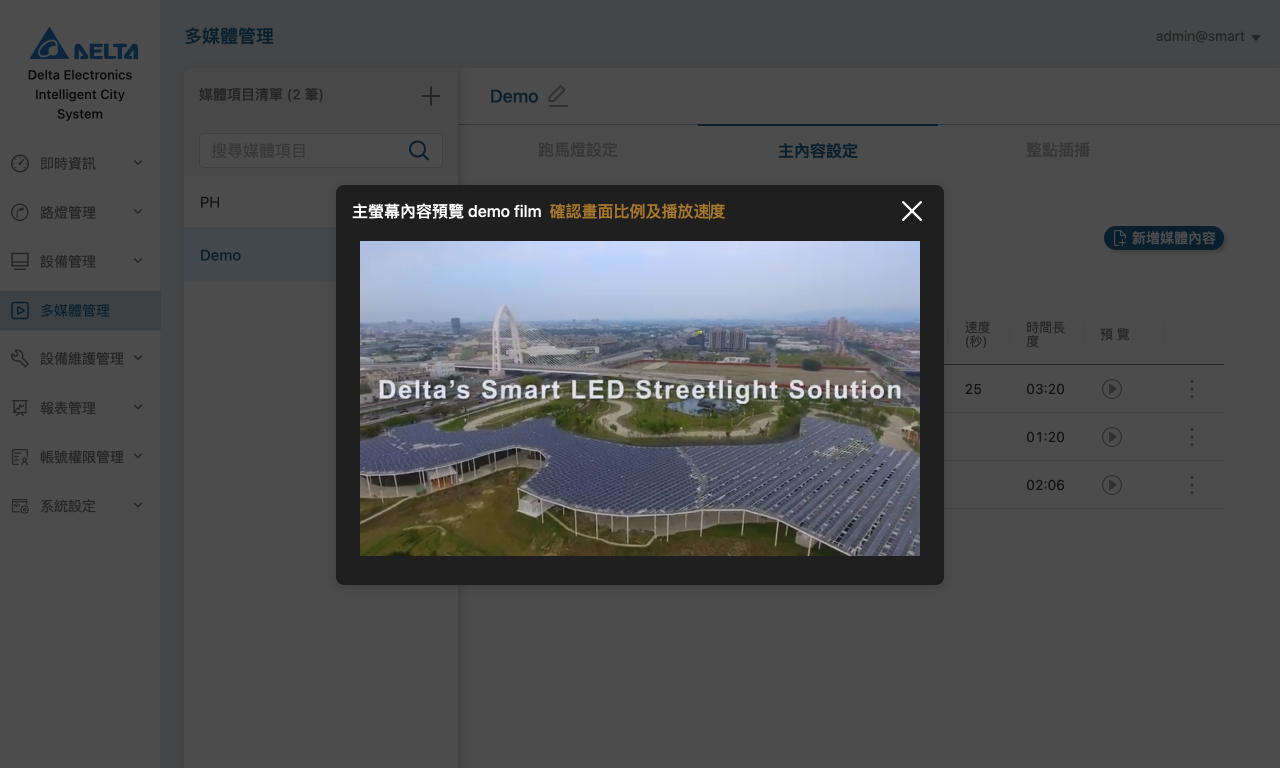 DELTA
Delta Electronics
Intelligent City
System
即時資訊
路燈管理
設備管理
多媒體管理
設備維護管理
報表管理
帳號權限管理
系統設定
多媒體管理
admin@smart
媒體項目清單 (2 筆)
搜尋媒體項目
PH
Demo
Demo
跑馬燈設定
主內容設定
整點插播
新增媒體內容
速度
(秒)
時間長
度
預 覽
25
03:20
01:20
02:06
主螢幕內容預覽 demo film 確認畫面比例及播放速度
Delta's Smart LED Streetlight Solution